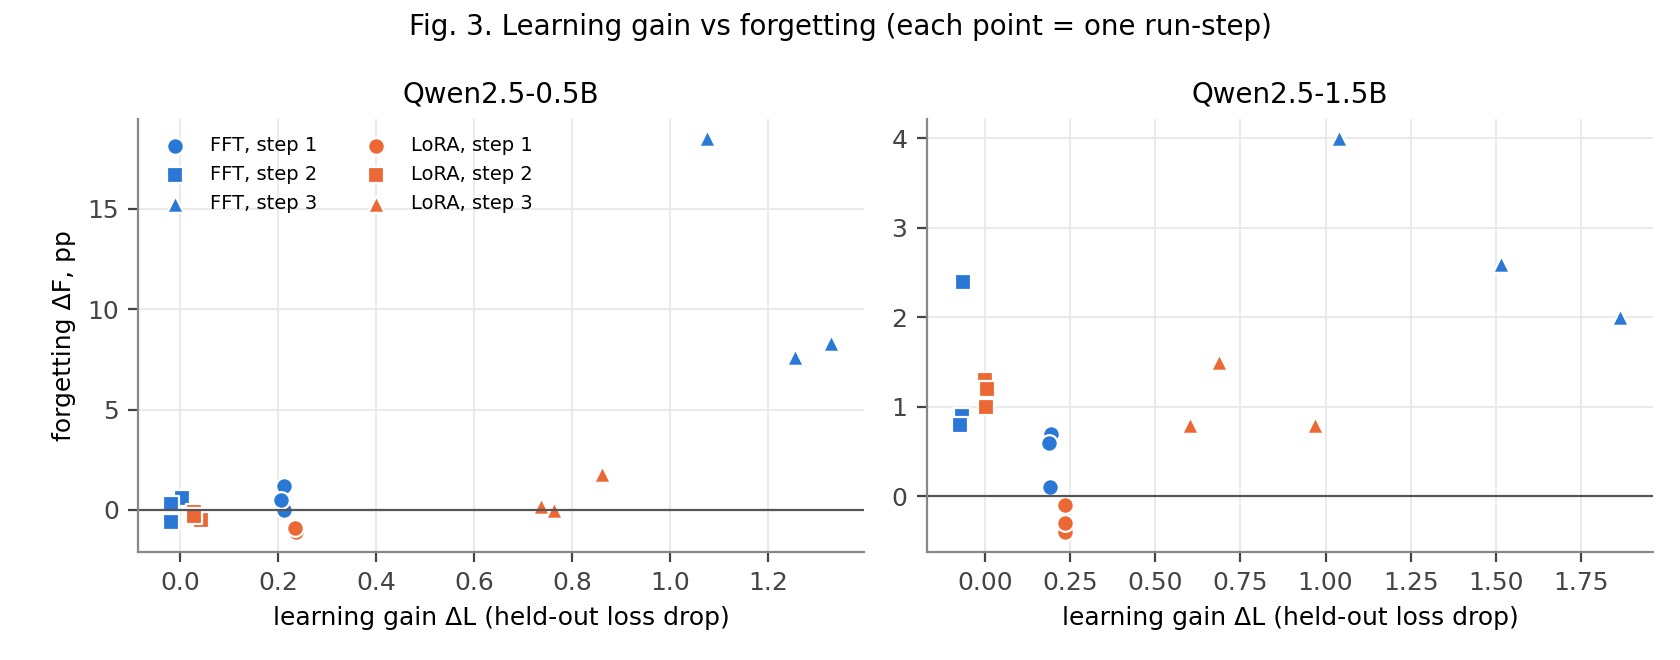 Fig. 3. Learning gain vs forgetting (each point = one run-step)
Qwen2.5-0.5B
FFT, step 1
FFT, step 2
FFT, step 3
LoRA, step 1
LoRA, step 2
LoRA, step 3
forgetting ΔF, pp
15
10
5
0
0.0 0.2 0.4 0.6 0.8 1.0 1.2
learning gain ΔL (held-out loss drop)
Qwen2.5-1.5B
4
3
2
1
0
0.00 0.25 0.50 0.75 1.00 1.25 1.50 1.75
learning gain ΔL (held-out loss drop)